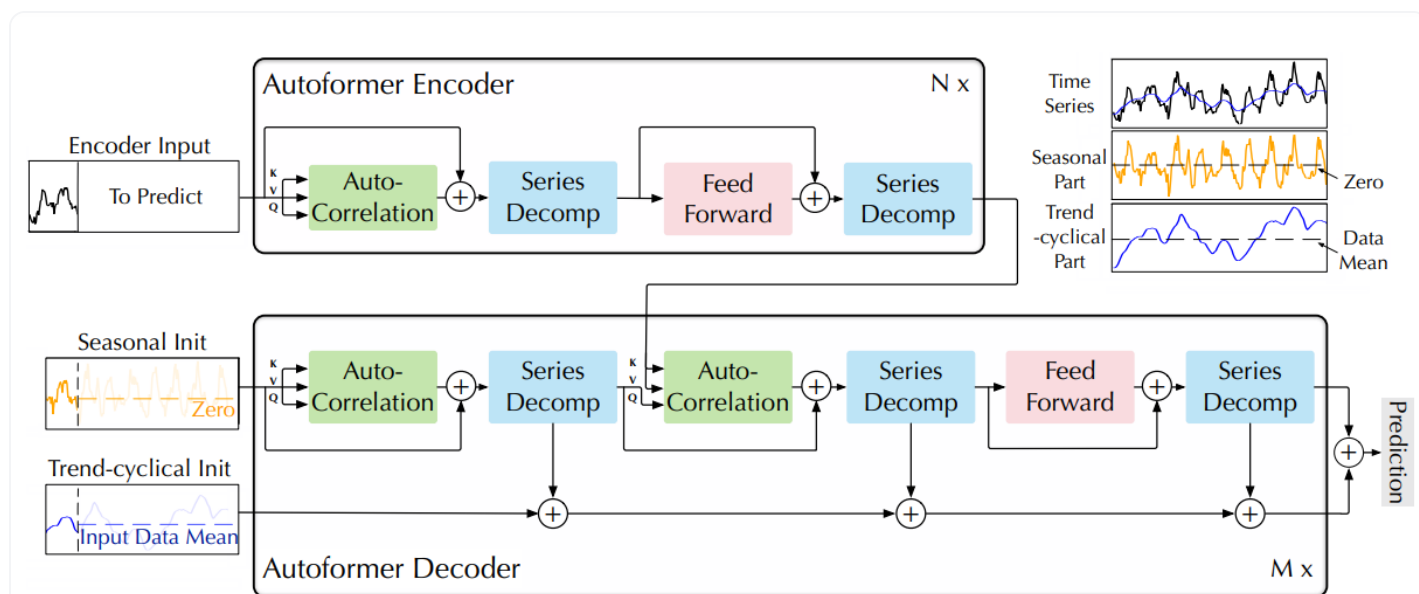 Autoformer Encoder
N x
Encoder Input
To Predict
K
V
Q
Auto-
Correlation
+
Series
Decomp
Feed
Forward
+
Series
Decomp
Time
Series
Seasonal
Part
Zero
Trend
-cyclical
Part
Data
Mean
Seasonal Init
Zero
K
V
Q
Auto-
Correlation
+
Series
Decomp
K
V
Q
Auto-
Correlation
+
Series
Decomp
Feed
Forward
+
Series
Decomp
Trend-cyclical Init
Input Data Mean
+
+
+
+
Prediction
Autoformer Decoder
M x